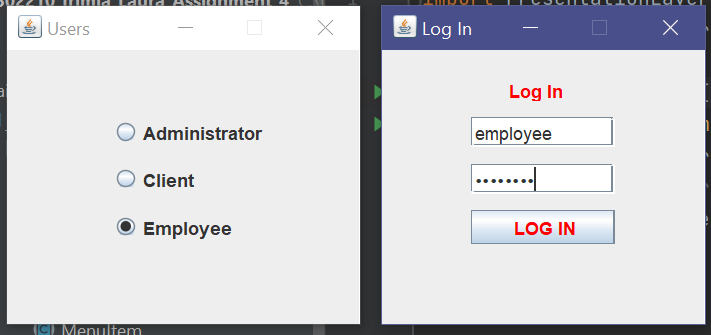 Users
Administrator
Client
Employee
Log In
Log In
employee
LOG IN
MenuItem